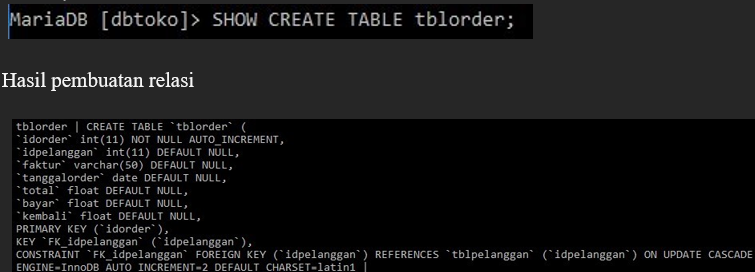 MariaDB [dbtoko]> SHOW CREATE TABLE tblorder;
Hasil pembuatan relasi
tblorder | CREATE TABLE `tblorder` (
`idorder` int(11) NOT NULL AUTO_INCREMENT,
`idpelanggan` int(11) DEFAULT NULL,
`faktur` varchar(50) DEFAULT NULL,
`tanggalorder` date DEFAULT NULL,
`total` float DEFAULT NULL,
`bayar` float DEFAULT NULL,
`kembali` float DEFAULT NULL,
PRIMARY KEY (`idorder`),
KEY `FK_idpelanggan` (`idpelanggan`),
CONSTRAINT `FK_idpelanggan` FOREIGN KEY (`idpelanggan`) REFERENCES `tblpelanggan` (`idpelanggan`) ON UPDATE CASCADE
ENGINE=InnoDB AUTO_INCREMENT=2 DEFAULT CHARSET=latin1 |